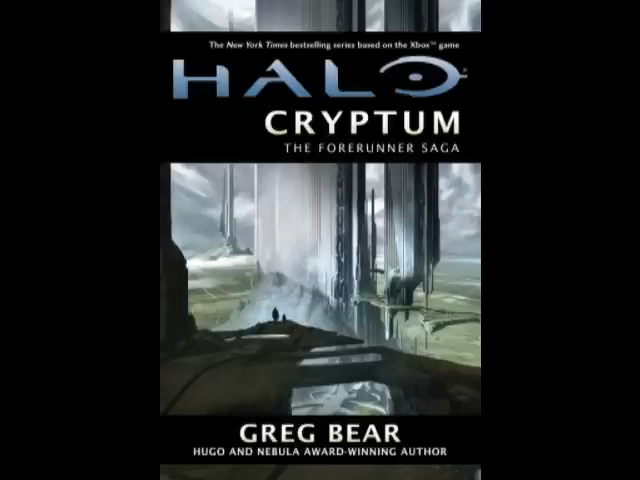 The New York Times bestselling series based on the Xbox™ game
HALO®
CRYPTUM
THE FORERUNNER SAGA
GREG BEAR
HUGO AND NEBULA AWARD-WINNING AUTHOR